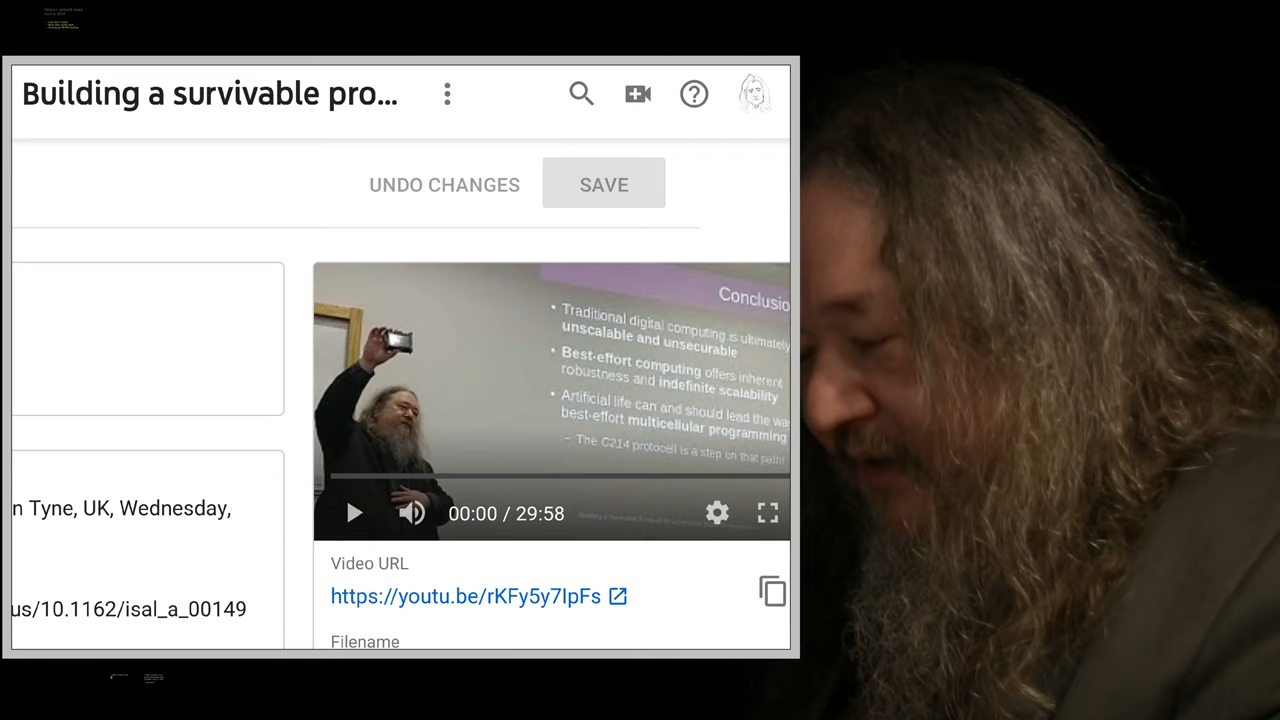 Building a survivable pro...
UNDO CHANGES
SAVE
Conclusio
• Traditional digital computing is ultimately
unscalable and unsecurable
• Best-effort computing offers inherent
robustness and indefinite scalability
• Artificial life can and should lead the wa
best-effort multicellular programming
– The C214 protocell is a step on that path!
n Tyne, UK, Wednesday,
00:00 / 29:58
Video URL
https://youtu.be/rKFy5y7IpFs
us/10.1162/isal_a_00149
Filename